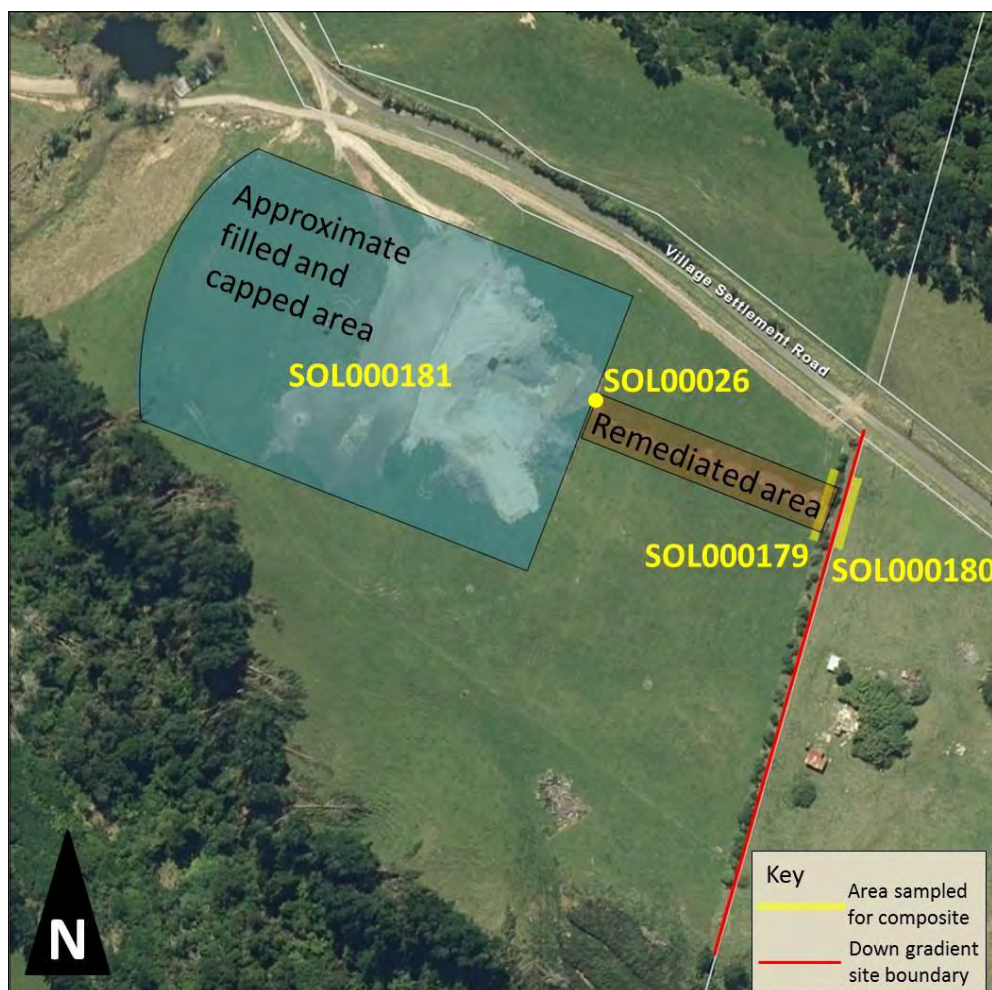 Approximate
filled and
capped area
SOL000181
SOL00026
Village Settlement Road
Remediated area
SOL000179
SOL000180
N
Key
Area sampled
for composite
Down gradient
site boundary